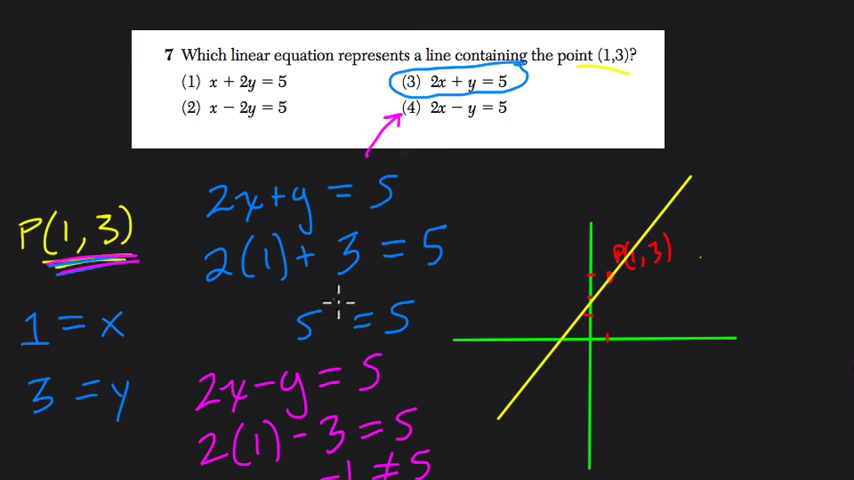 7 Which linear equation represents a line containing the point (1,3)?
(1) x + 2y = 5
(3) 2x + y = 5
(2) x − 2y = 5
(4) 2x − y = 5
P(1, 3)
1 = x
3 = y
2x + y = 5
2(1) + 3 = 5
5 = 5
2x − y = 5
2(1) − 3 = 5
−1 ≠ 5
P(1, 3)